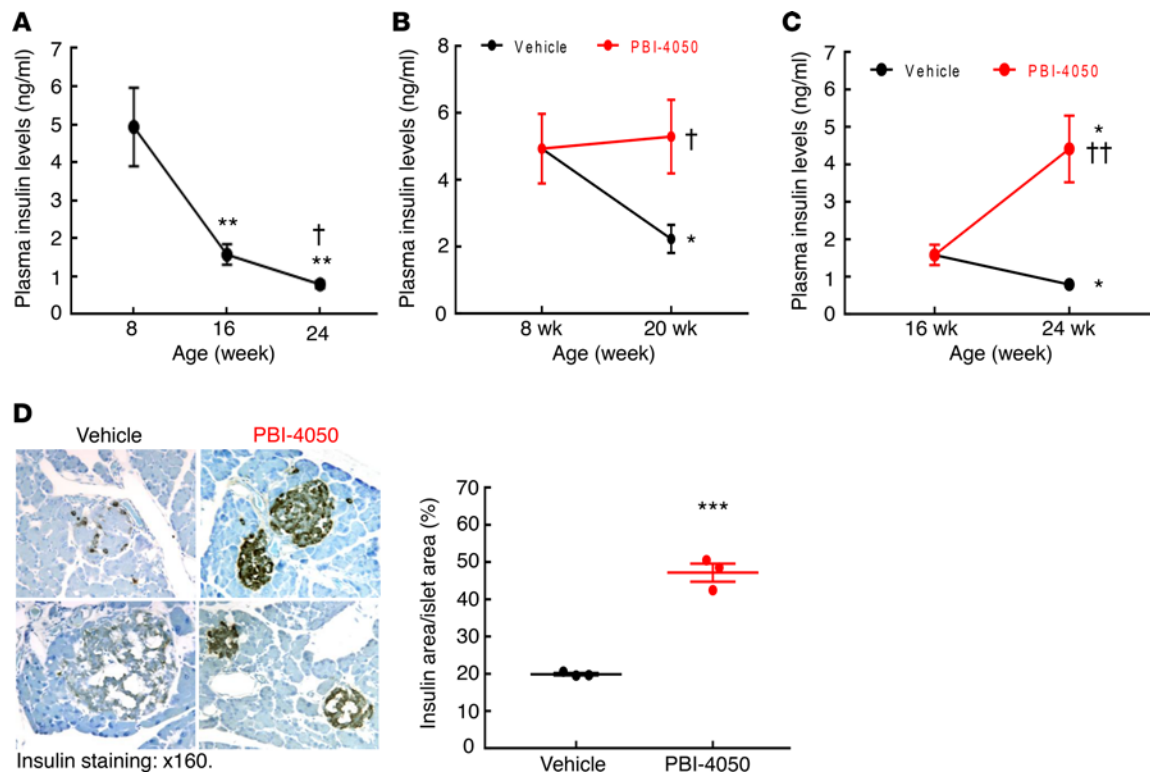 A
Plasma insulin levels (ng/ml)
7
6
5
4
3
2
1
0
**
†
**
8
16
24
Age (week)
B
Vehicle
PBI-4050
Plasma insulin levels (ng/ml)
8
6
4
2
0
†
*
8 wk
20 wk
Age (week)
C
Vehicle
PBI-4050
Plasma insulin levels (ng/ml)
7
6
5
4
3
2
1
0
*
††
*
16 wk
24 wk
Age (week)
D
Vehicle
PBI-4050
Insulin staining: x160.
Insulin area/islet area (%)
70
60
50
40
30
20
10
0
***
Vehicle
PBI-4050